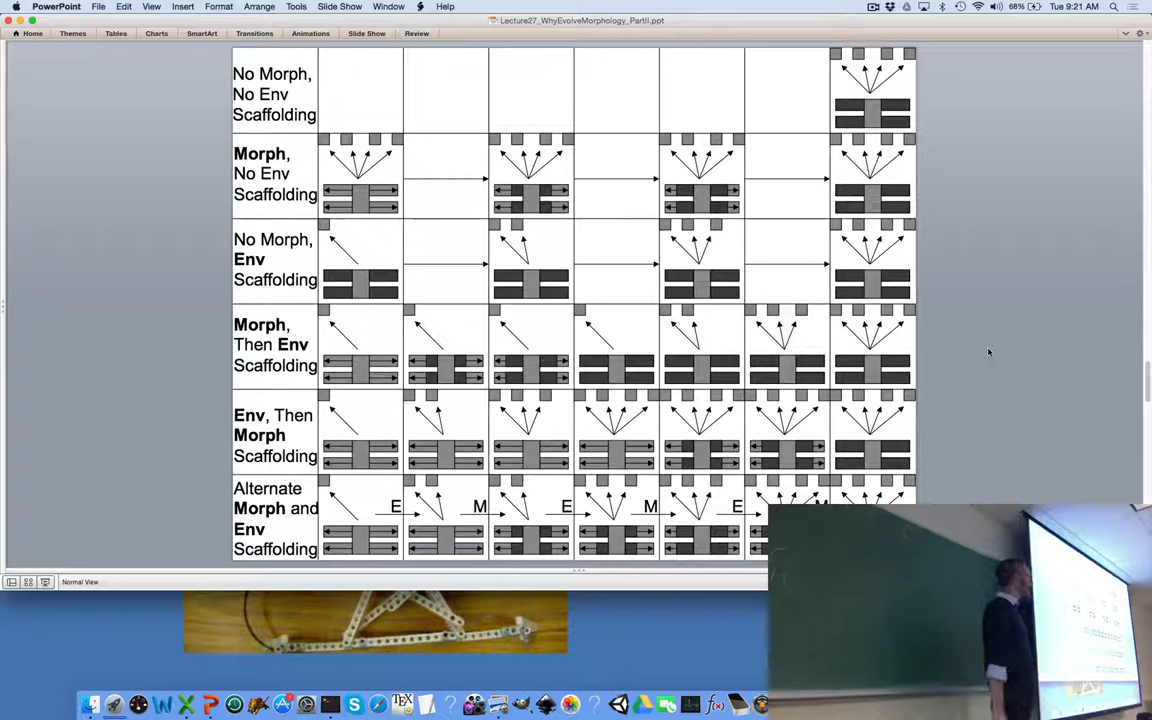 PowerPoint File Edit View Insert Format Arrange Tools Slide Show Window Help
68% Tue 9:21 AM
Lecture27_WhyEvolveMorphology_PartII.ppt
Home Themes Tables Charts SmartArt Transitions Animations Slide Show Review
No Morph,
No Env
Scaffolding
Morph,
No Env
Scaffolding
No Morph,
Env
Scaffolding
Morph,
Then Env
Scaffolding
Env, Then
Morph
Scaffolding
Alternate
Morph and
Env
Scaffolding
E M E M E
Normal View
TEX
f(x)